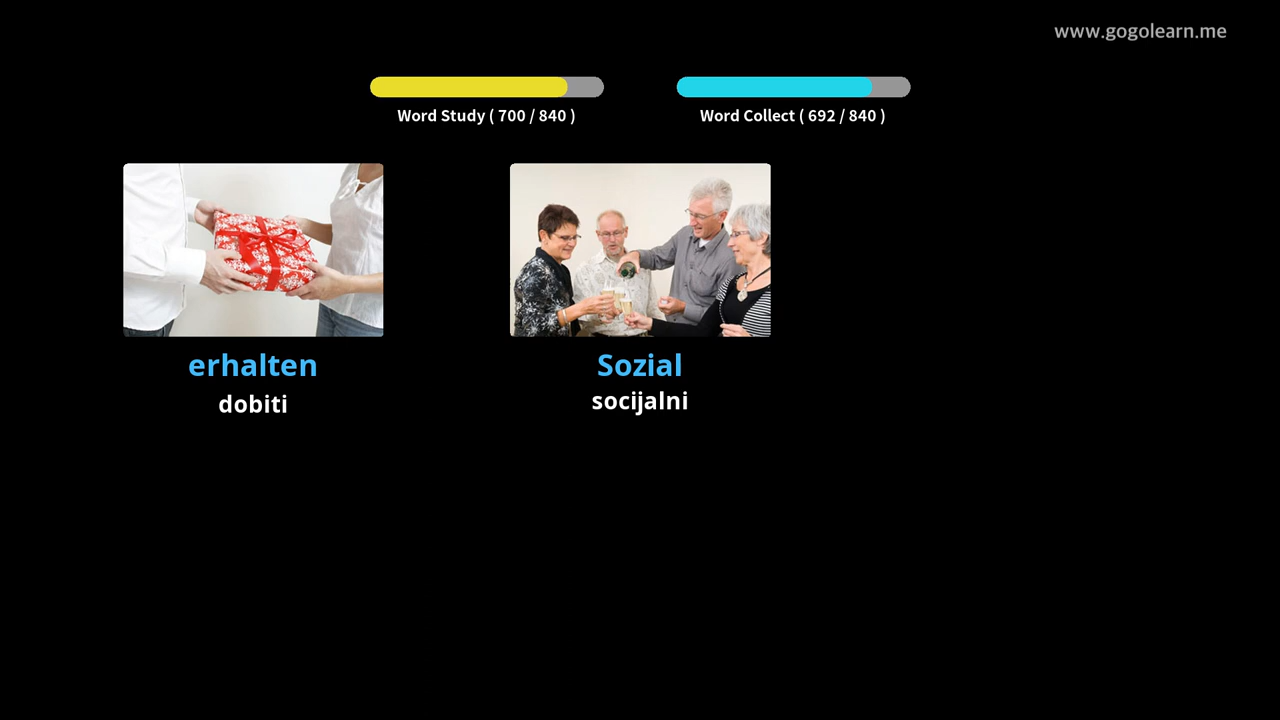 www.gogolearn.me
Word Study ( 700 / 840 )
Word Collect ( 692 / 840 )
erhalten
dobiti
Sozial
socijalni